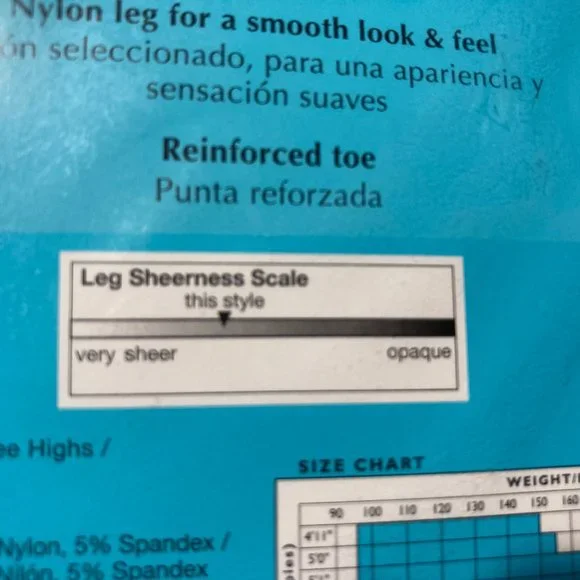 Nylon leg for a smooth look & feel
ón seleccionado, para una apariencia y
sensación suaves
Reinforced toe
Punta reforzada
Leg Sheerness Scale
this style
very sheer opaque
ee Highs /
SIZE CHART
WEIGHT/
90 100 110 120 130 140 150 160
4'11"
5'0"
5'1"
Nylon, 5% Spandex /
Nilón, 5% Spandex